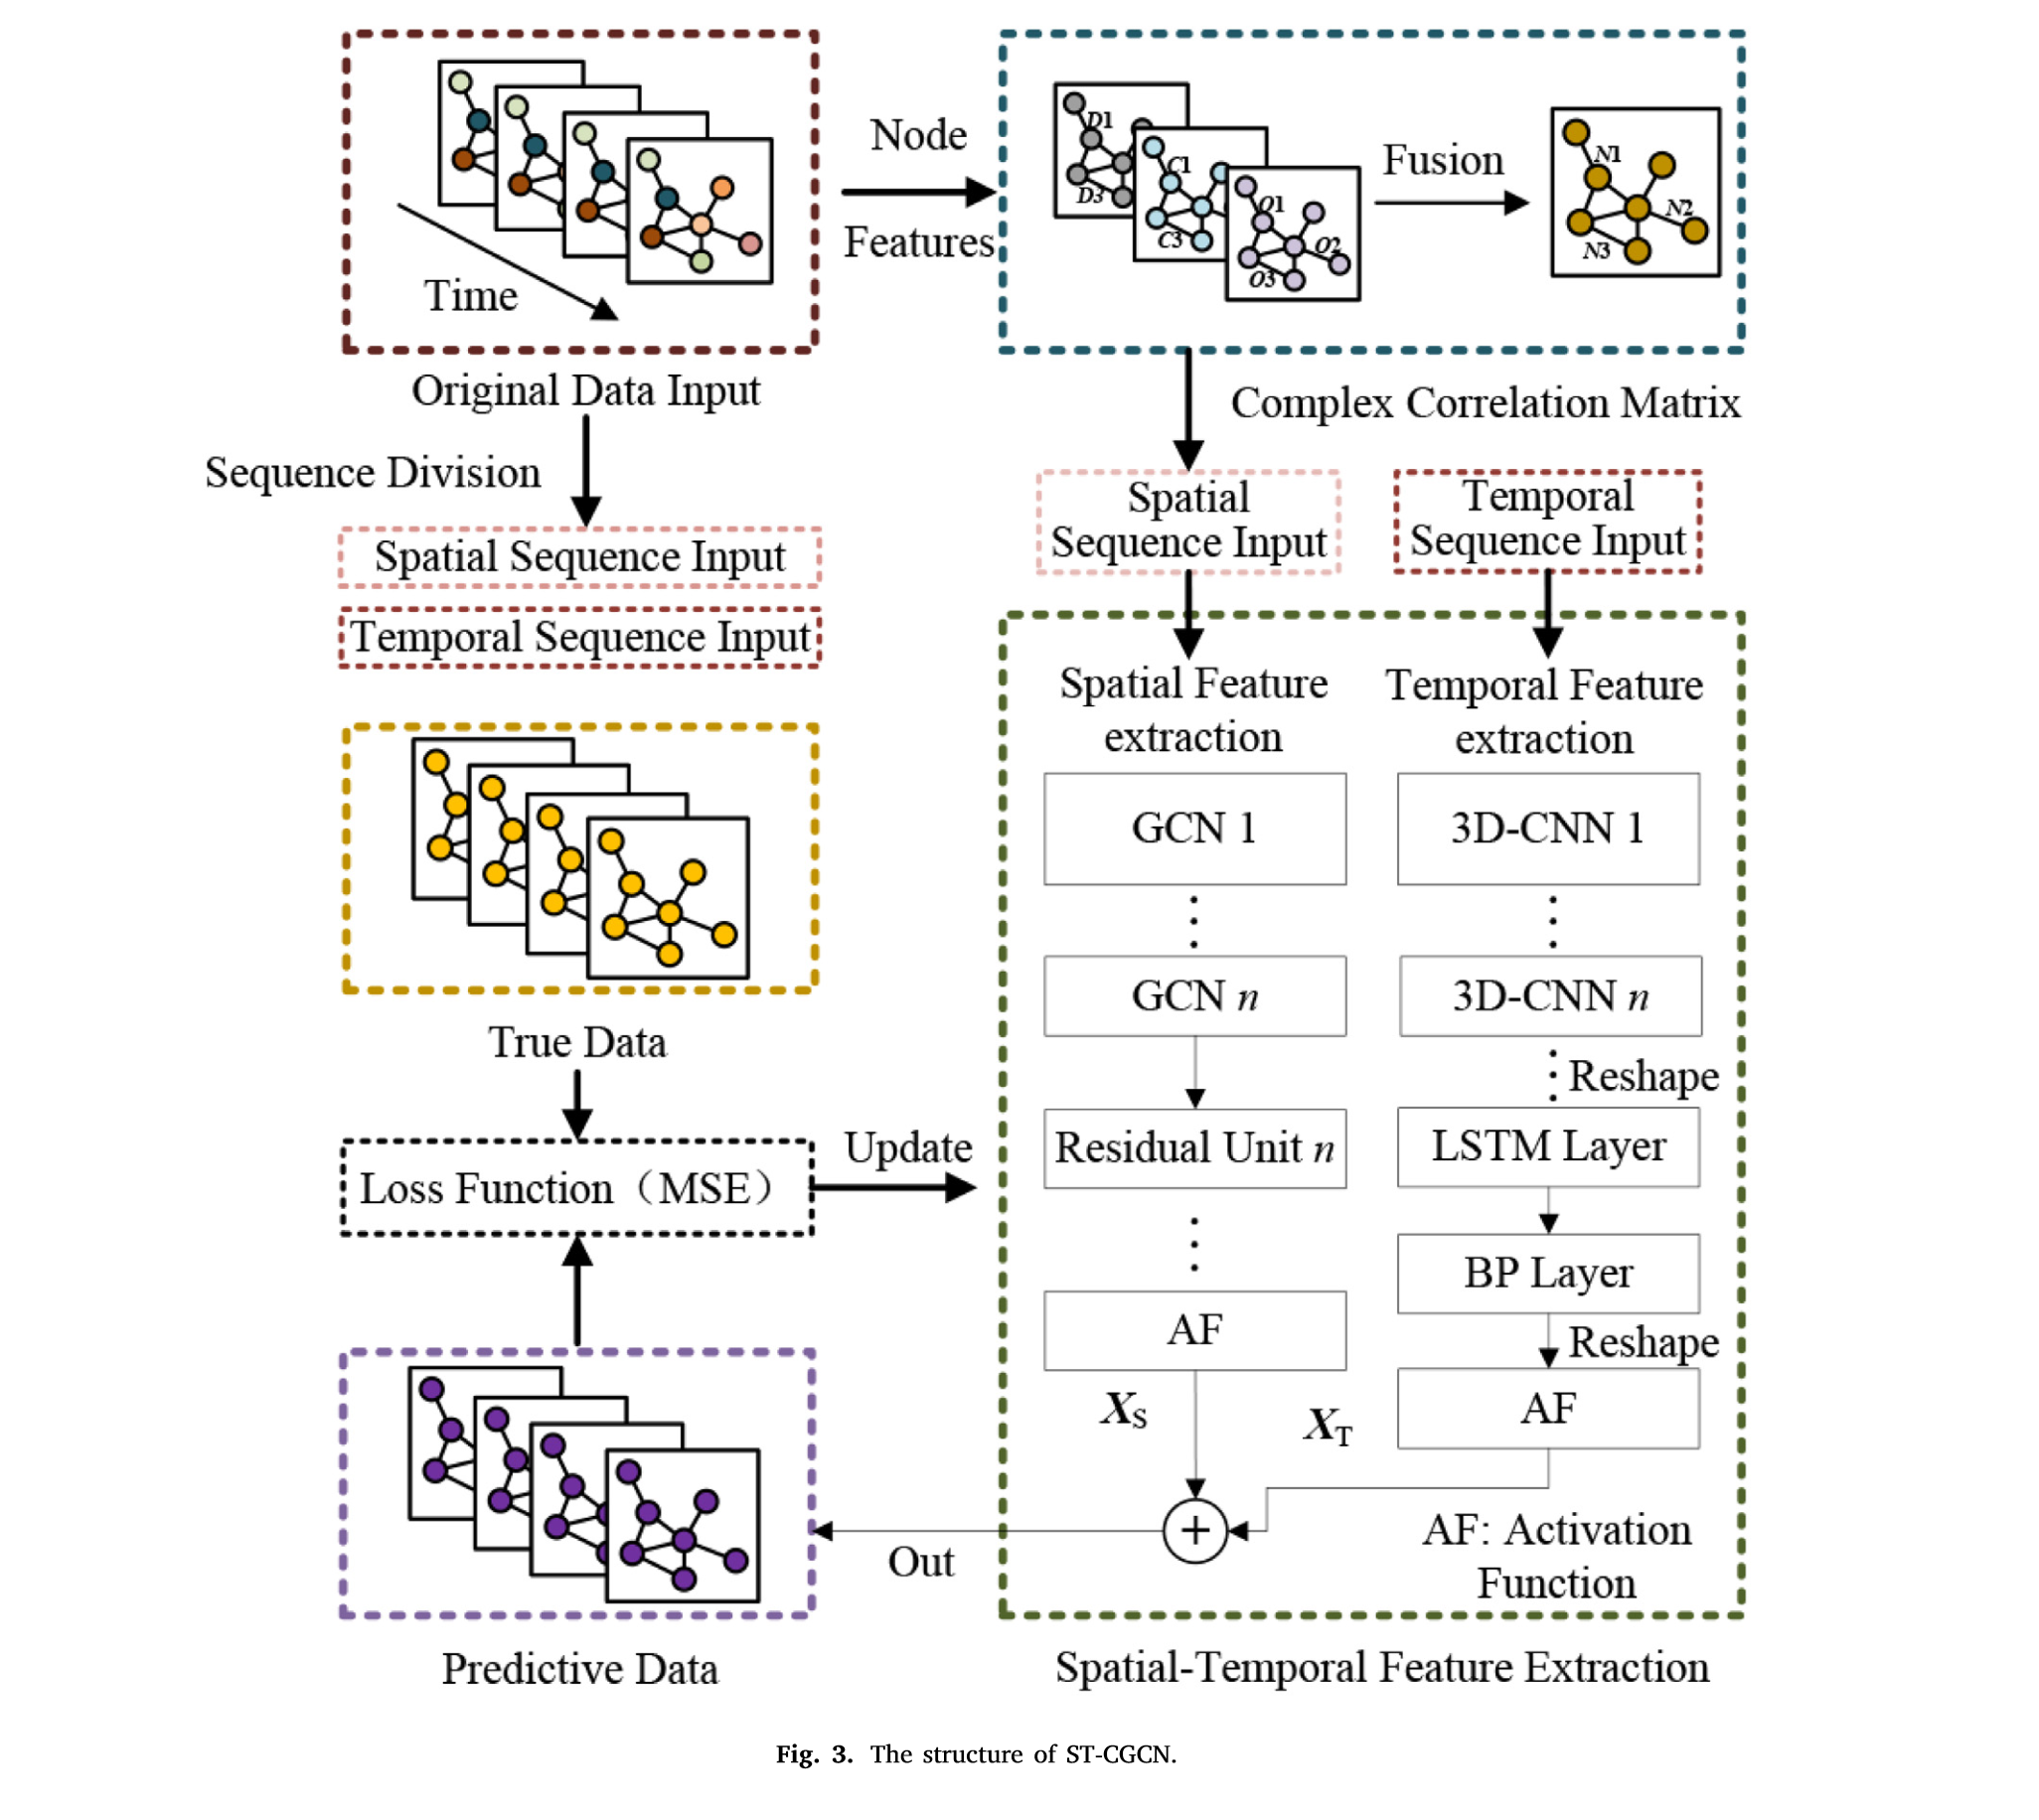 Time
Original Data Input
Node
Features
D1
D3
C1
C3
O1
O2
O3
Fusion
N1
N2
N3
Complex Correlation Matrix
Sequence Division
Spatial Sequence Input
Temporal Sequence Input
Spatial
Sequence Input
Temporal
Sequence Input
True Data
Loss Function（MSE）
Update
Predictive Data
Spatial Feature
extraction
GCN 1
GCN n
Residual Unit n
AF
XS
Temporal Feature
extraction
3D-CNN 1
3D-CNN n
Reshape
LSTM Layer
BP Layer
Reshape
AF
XT
+
Out
AF: Activation
Function
Spatial-Temporal Feature Extraction
Fig. 3. The structure of ST-CGCN.